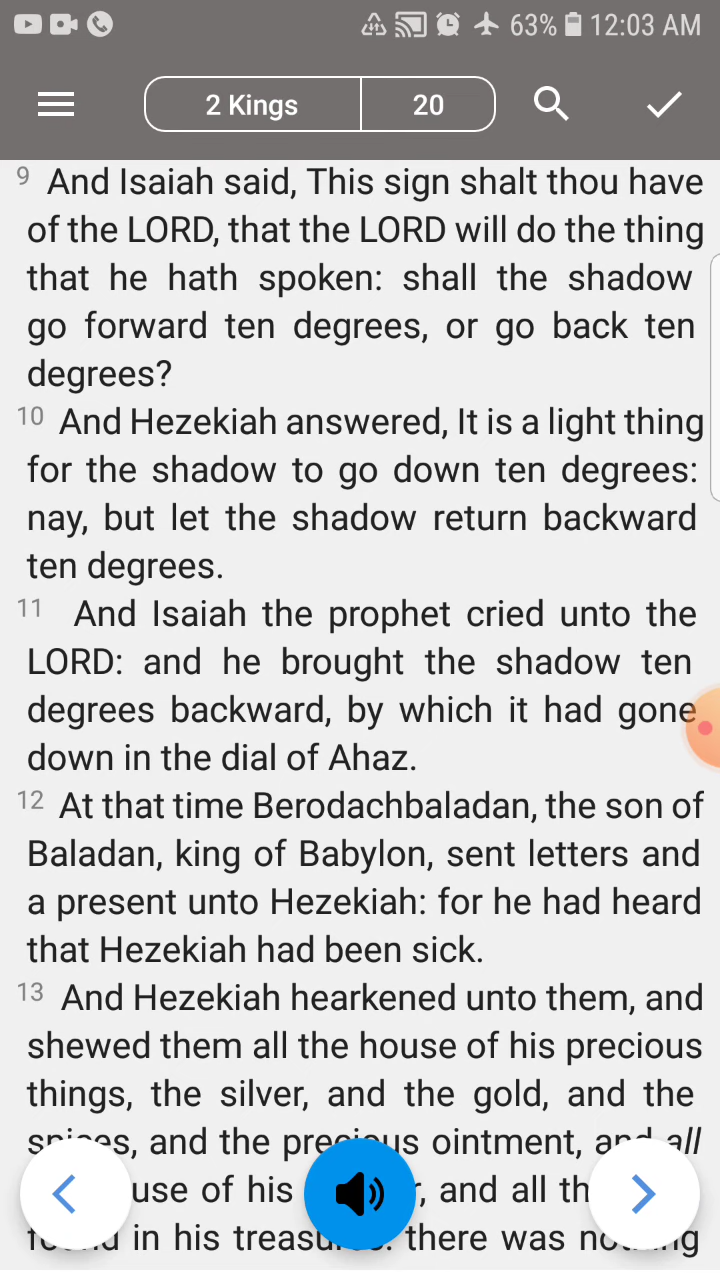 63% 12:03 AM
2 Kings 20
9 And Isaiah said, This sign shalt thou have
of the LORD, that the LORD will do the thing
that he hath spoken: shall the shadow
go forward ten degrees, or go back ten
degrees?
10 And Hezekiah answered, It is a light thing
for the shadow to go down ten degrees:
nay, but let the shadow return backward
ten degrees.
11 And Isaiah the prophet cried unto the
LORD: and he brought the shadow ten
degrees backward, by which it had gone
down in the dial of Ahaz.
12 At that time Berodachbaladan, the son of
Baladan, king of Babylon, sent letters and
a present unto Hezekiah: for he had heard
that Hezekiah had been sick.
13 And Hezekiah hearkened unto them, and
shewed them all the house of his precious
things, the silver, and the gold, and the
spices, and the precious ointment, and all
of his and all
in his there was